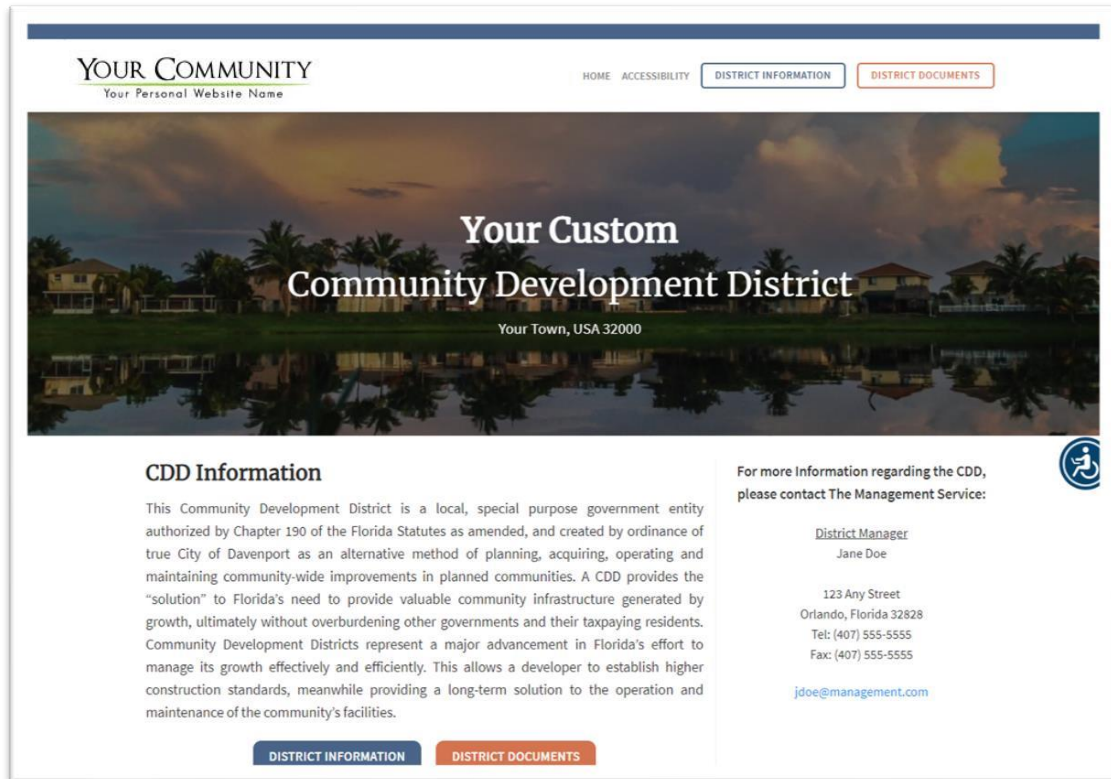 YOUR COMMUNITY
Your Personal Website Name
HOME ACCESSIBILITY DISTRICT INFORMATION DISTRICT DOCUMENTS
Your Custom
Community Development District
Your Town, USA 32000
CDD Information
This Community Development District is a local, special purpose government entity
authorized by Chapter 190 of the Florida Statutes as amended, and created by ordinance of
true City of Davenport as an alternative method of planning, acquiring, operating and
maintaining community-wide improvements in planned communities. A CDD provides the
“solution” to Florida’s need to provide valuable community infrastructure generated by
growth, ultimately without overburdening other governments and their taxpaying residents.
Community Development Districts represent a major advancement in Florida’s effort to
manage its growth effectively and efficiently. This allows a developer to establish higher
construction standards, meanwhile providing a long-term solution to the operation and
maintenance of the community’s facilities.
DISTRICT INFORMATION DISTRICT DOCUMENTS
For more Information regarding the CDD,
please contact The Management Service:
District Manager
Jane Doe
123 Any Street
Orlando, Florida 32828
Tel: (407) 555-5555
Fax: (407) 555-5555
jdoe@management.com